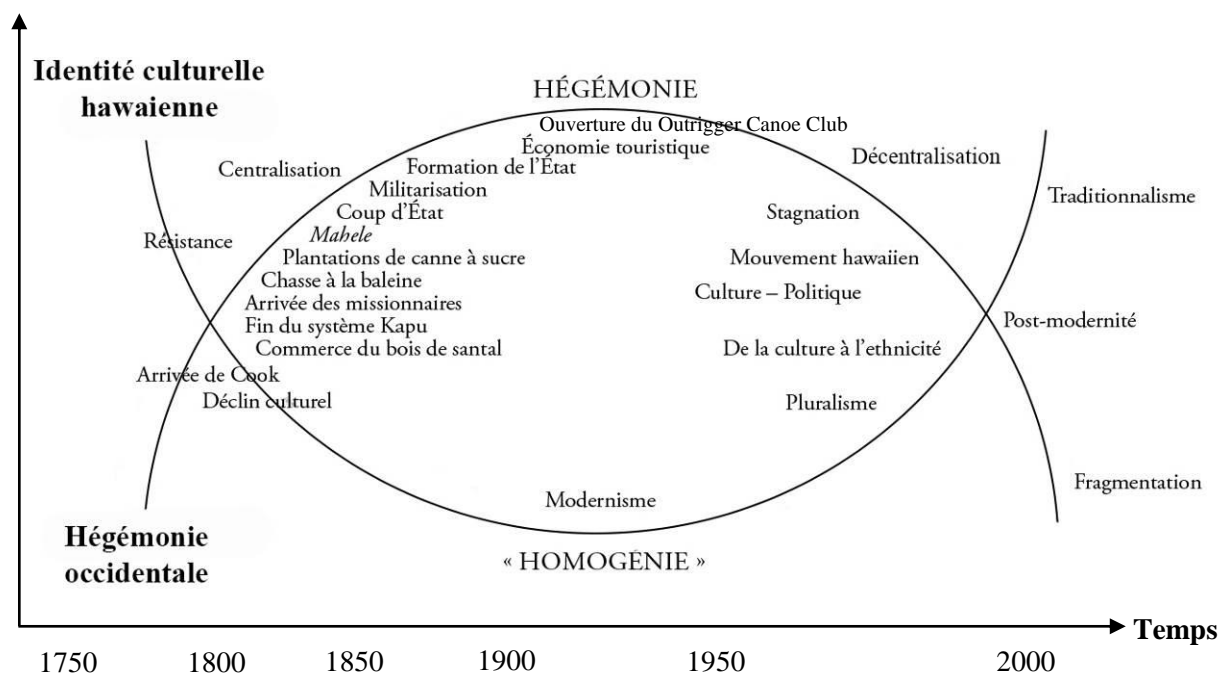 Identité culturelle
hawaienne
HÉGÉMONIE
Ouverture du Outrigger Canoe Club
Économie touristique
Décentralisation
Centralisation
Formation de l'État
Militarisation
Traditionnalisme
Coup d'État
Stagnation
Résistance
Mahele
Plantations de canne à sucre
Mouvement hawaiien
Chasse à la baleine
Culture – Politique
Arrivée des missionnaires
Fin du système Kapu
Post-modernité
Commerce du bois de santal
De la culture à l'ethnicité
Arrivée de Cook
Déclin culturel
Pluralisme
Modernisme
Fragmentation
Hégémonie
occidentale
« HOMOGÉNIE »
Temps
1750 1800 1850 1900 1950 2000